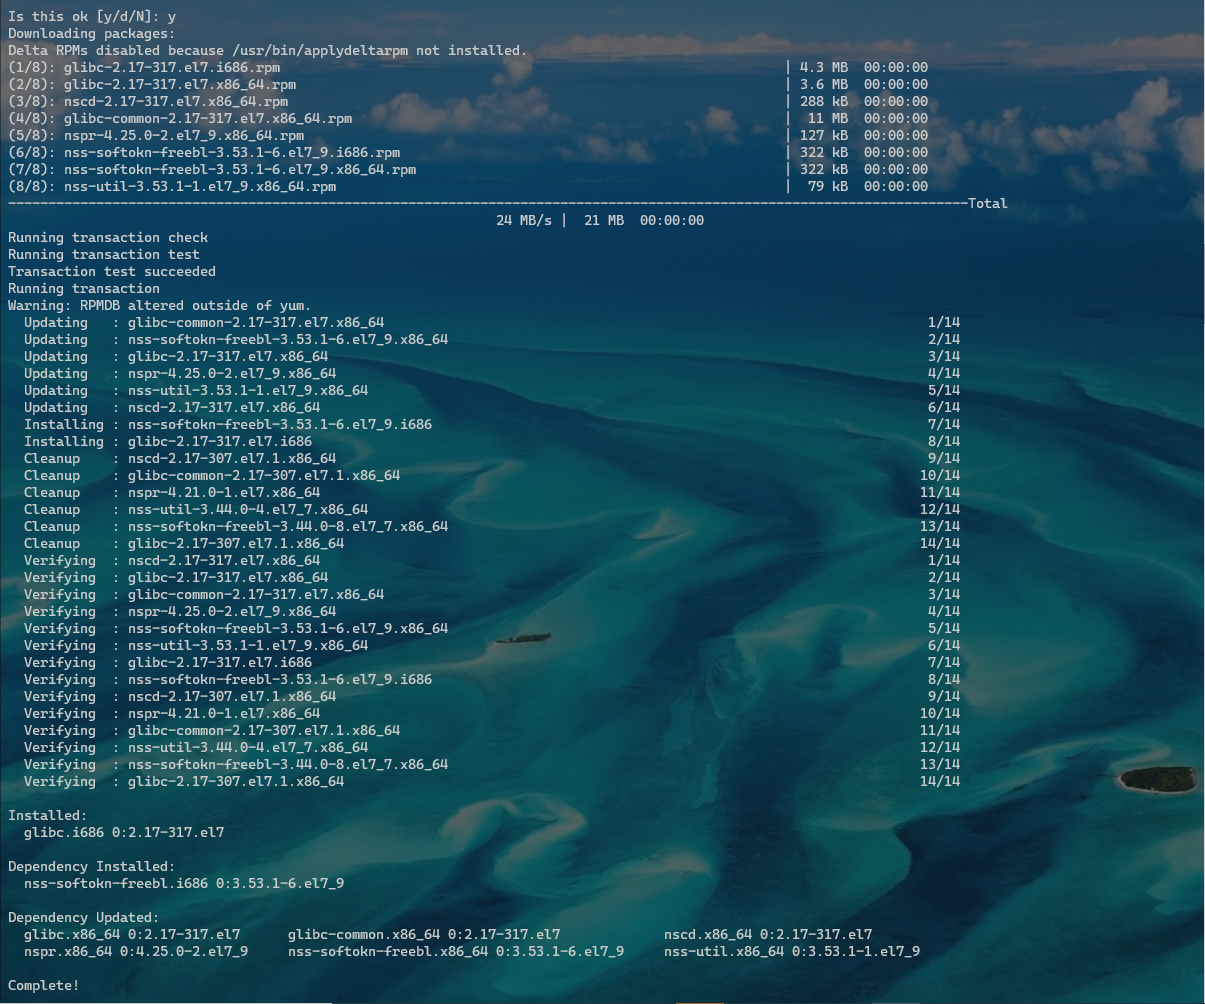 Is this ok [y/d/N]: y
Downloading packages:
Delta RPMs disabled because /usr/bin/applydeltarpm not installed.
(1/8): glibc-2.17-317.el7.i686.rpm | 4.3 MB 00:00:00
(2/8): glibc-2.17-317.el7.x86_64.rpm | 3.6 MB 00:00:00
(3/8): nscd-2.17-317.el7.x86_64.rpm | 288 kB 00:00:00
(4/8): glibc-common-2.17-317.el7.x86_64.rpm | 11 MB 00:00:00
(5/8): nspr-4.25.0-2.el7_9.x86_64.rpm | 127 kB 00:00:00
(6/8): nss-softokn-freebl-3.53.1-6.el7_9.i686.rpm | 322 kB 00:00:00
(7/8): nss-softokn-freebl-3.53.1-6.el7_9.x86_64.rpm | 322 kB 00:00:00
(8/8): nss-util-3.53.1-1.el7_9.x86_64.rpm | 79 kB 00:00:00
------------------------------------------------------------------------------------------------------------------------Total
24 MB/s | 21 MB 00:00:00
Running transaction check
Running transaction test
Transaction test succeeded
Running transaction
Warning: RPMDB altered outside of yum.
Updating : glibc-common-2.17-317.el7.x86_64 1/14
Updating : nss-softokn-freebl-3.53.1-6.el7_9.x86_64 2/14
Updating : glibc-2.17-317.el7.x86_64 3/14
Updating : nspr-4.25.0-2.el7_9.x86_64 4/14
Updating : nss-util-3.53.1-1.el7_9.x86_64 5/14
Updating : nscd-2.17-317.el7.x86_64 6/14
Installing : nss-softokn-freebl-3.53.1-6.el7_9.i686 7/14
Installing : glibc-2.17-317.el7.i686 8/14
Cleanup : nscd-2.17-307.el7.1.x86_64 9/14
Cleanup : glibc-common-2.17-307.el7.1.x86_64 10/14
Cleanup : nspr-4.21.0-1.el7.x86_64 11/14
Cleanup : nss-util-3.44.0-4.el7_7.x86_64 12/14
Cleanup : nss-softokn-freebl-3.44.0-8.el7_7.x86_64 13/14
Cleanup : glibc-2.17-307.el7.1.x86_64 14/14
Verifying : nscd-2.17-317.el7.x86_64 1/14
Verifying : glibc-2.17-317.el7.x86_64 2/14
Verifying : glibc-common-2.17-317.el7.x86_64 3/14
Verifying : nspr-4.25.0-2.el7_9.x86_64 4/14
Verifying : nss-softokn-freebl-3.53.1-6.el7_9.x86_64 5/14
Verifying : nss-util-3.53.1-1.el7_9.x86_64 6/14
Verifying : glibc-2.17-317.el7.i686 7/14
Verifying : nss-softokn-freebl-3.53.1-6.el7_9.i686 8/14
Verifying : nscd-2.17-307.el7.1.x86_64 9/14
Verifying : nspr-4.21.0-1.el7.x86_64 10/14
Verifying : glibc-common-2.17-307.el7.1.x86_64 11/14
Verifying : nss-util-3.44.0-4.el7_7.x86_64 12/14
Verifying : nss-softokn-freebl-3.44.0-8.el7_7.x86_64 13/14
Verifying : glibc-2.17-307.el7.1.x86_64 14/14
Installed:
glibc.i686 0:2.17-317.el7
Dependency Installed:
nss-softokn-freebl.i686 0:3.53.1-6.el7_9
Dependency Updated:
glibc.x86_64 0:2.17-317.el7 glibc-common.x86_64 0:2.17-317.el7 nscd.x86_64 0:2.17-317.el7
nspr.x86_64 0:4.25.0-2.el7_9 nss-softokn-freebl.x86_64 0:3.53.1-6.el7_9 nss-util.x86_64 0:3.53.1-1.el7_9
Complete!